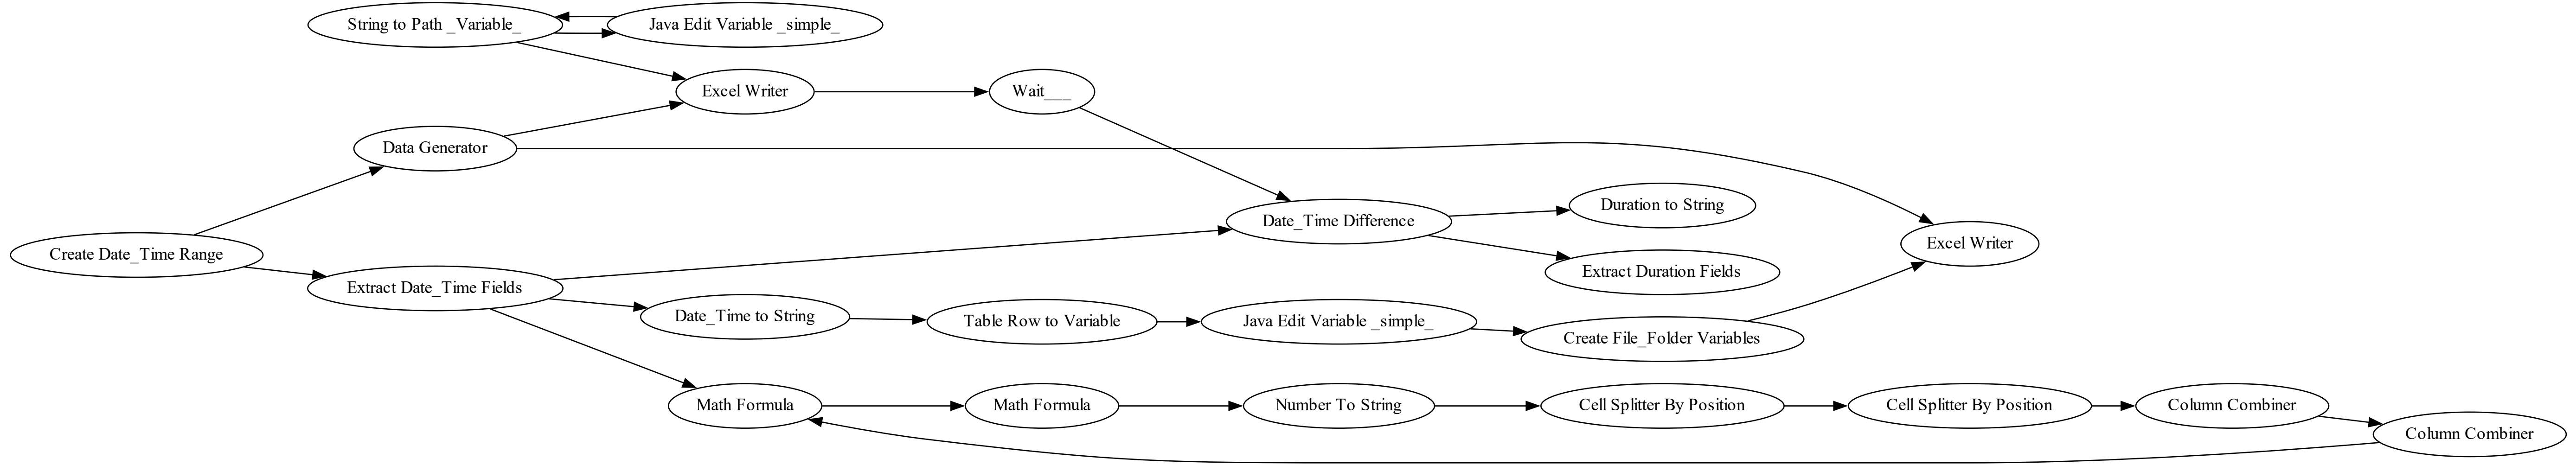 String to Path _Variable_
Java Edit Variable _simple_
Excel Writer
Wait___
Data Generator
Create Date_Time Range
Extract Date_Time Fields
Date_Time Difference
Duration to String
Extract Duration Fields
Excel Writer
Date_Time to String
Table Row to Variable
Java Edit Variable _simple_
Create File_Folder Variables
Math Formula
Math Formula
Number To String
Cell Splitter By Position
Cell Splitter By Position
Column Combiner
Column Combiner